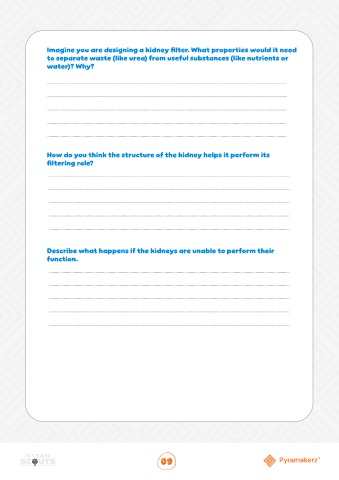 Imagine you are designing a kidney filter. What properties would it need
to separate waste (like urea) from useful substances (like nutrients or
water)? Why?
How do you think the structure of the kidney helps it perform its
filtering role?
Describe what happens if the kidneys are unable to perform their
function.
STEAM
SCOUTS
09
Pyramakerz